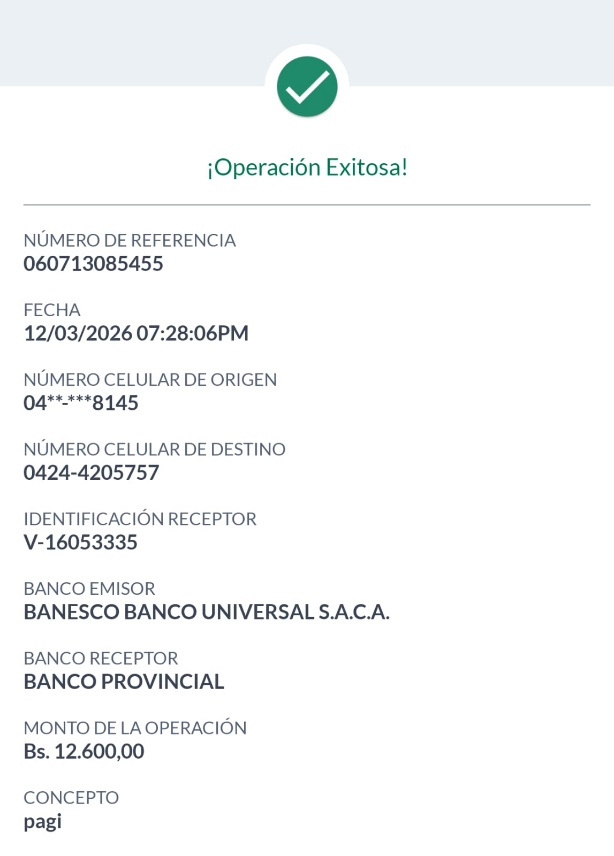 ¡Operación Exitosa!
NÚMERO DE REFERENCIA
060713085455
FECHA
12/03/2026 07:28:06PM
NÚMERO CELULAR DE ORIGEN
04**-***8145
NÚMERO CELULAR DE DESTINO
0424-4205757
IDENTIFICACIÓN RECEPTOR
V-16053335
BANCO EMISOR
BANESCO BANCO UNIVERSAL S.A.C.A.
BANCO RECEPTOR
BANCO PROVINCIAL
MONTO DE LA OPERACIÓN
Bs. 12.600,00
CONCEPTO
pagi